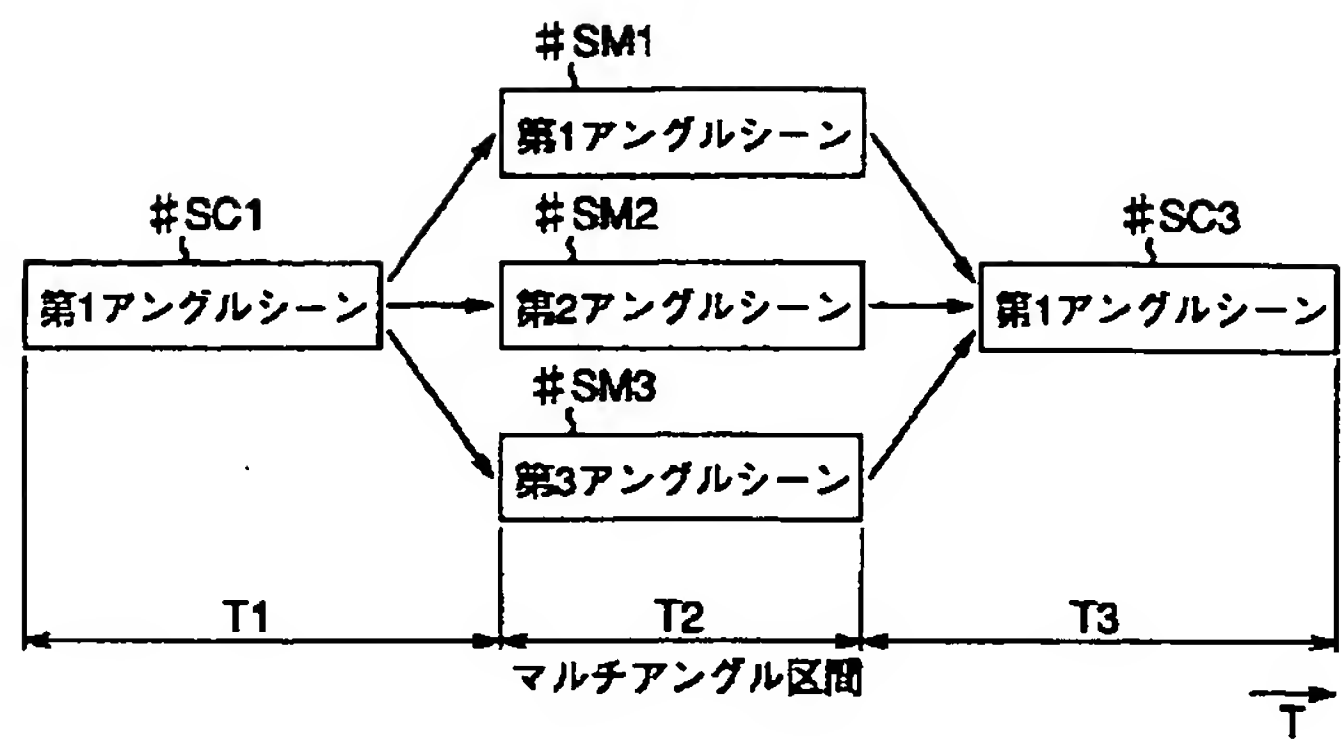 #SM1
第1アングルシーン
#SC1
#SM2
#SC3
第1アングルシーン
第2アングルシーン
第1アングルシーン
#SM3
第3アングルシーン
T1
T2
T3
マルチアングル区間
T